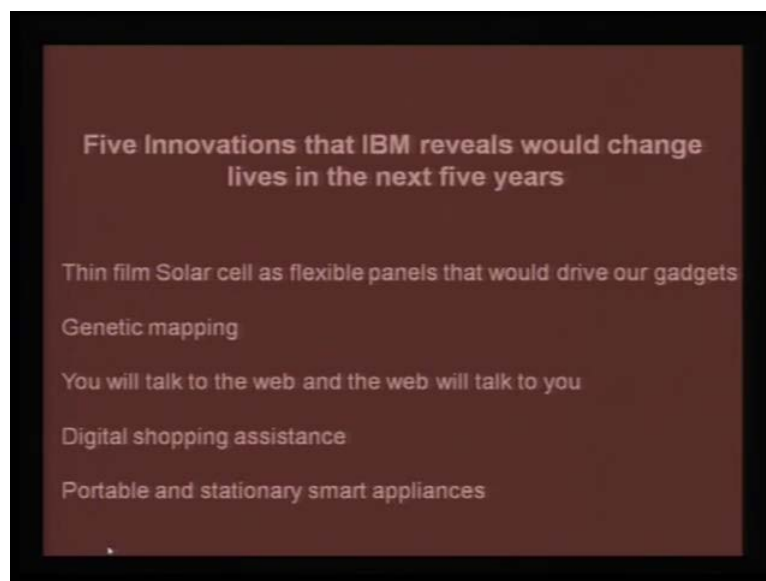 Five Innovations that IBM reveals would change
lives in the next five years
Thin film Solar cell as flexible panels that would drive our gadgets
Genetic mapping
You will talk to the web and the web will talk to you
Digital shopping assistance
Portable and stationary smart appliances